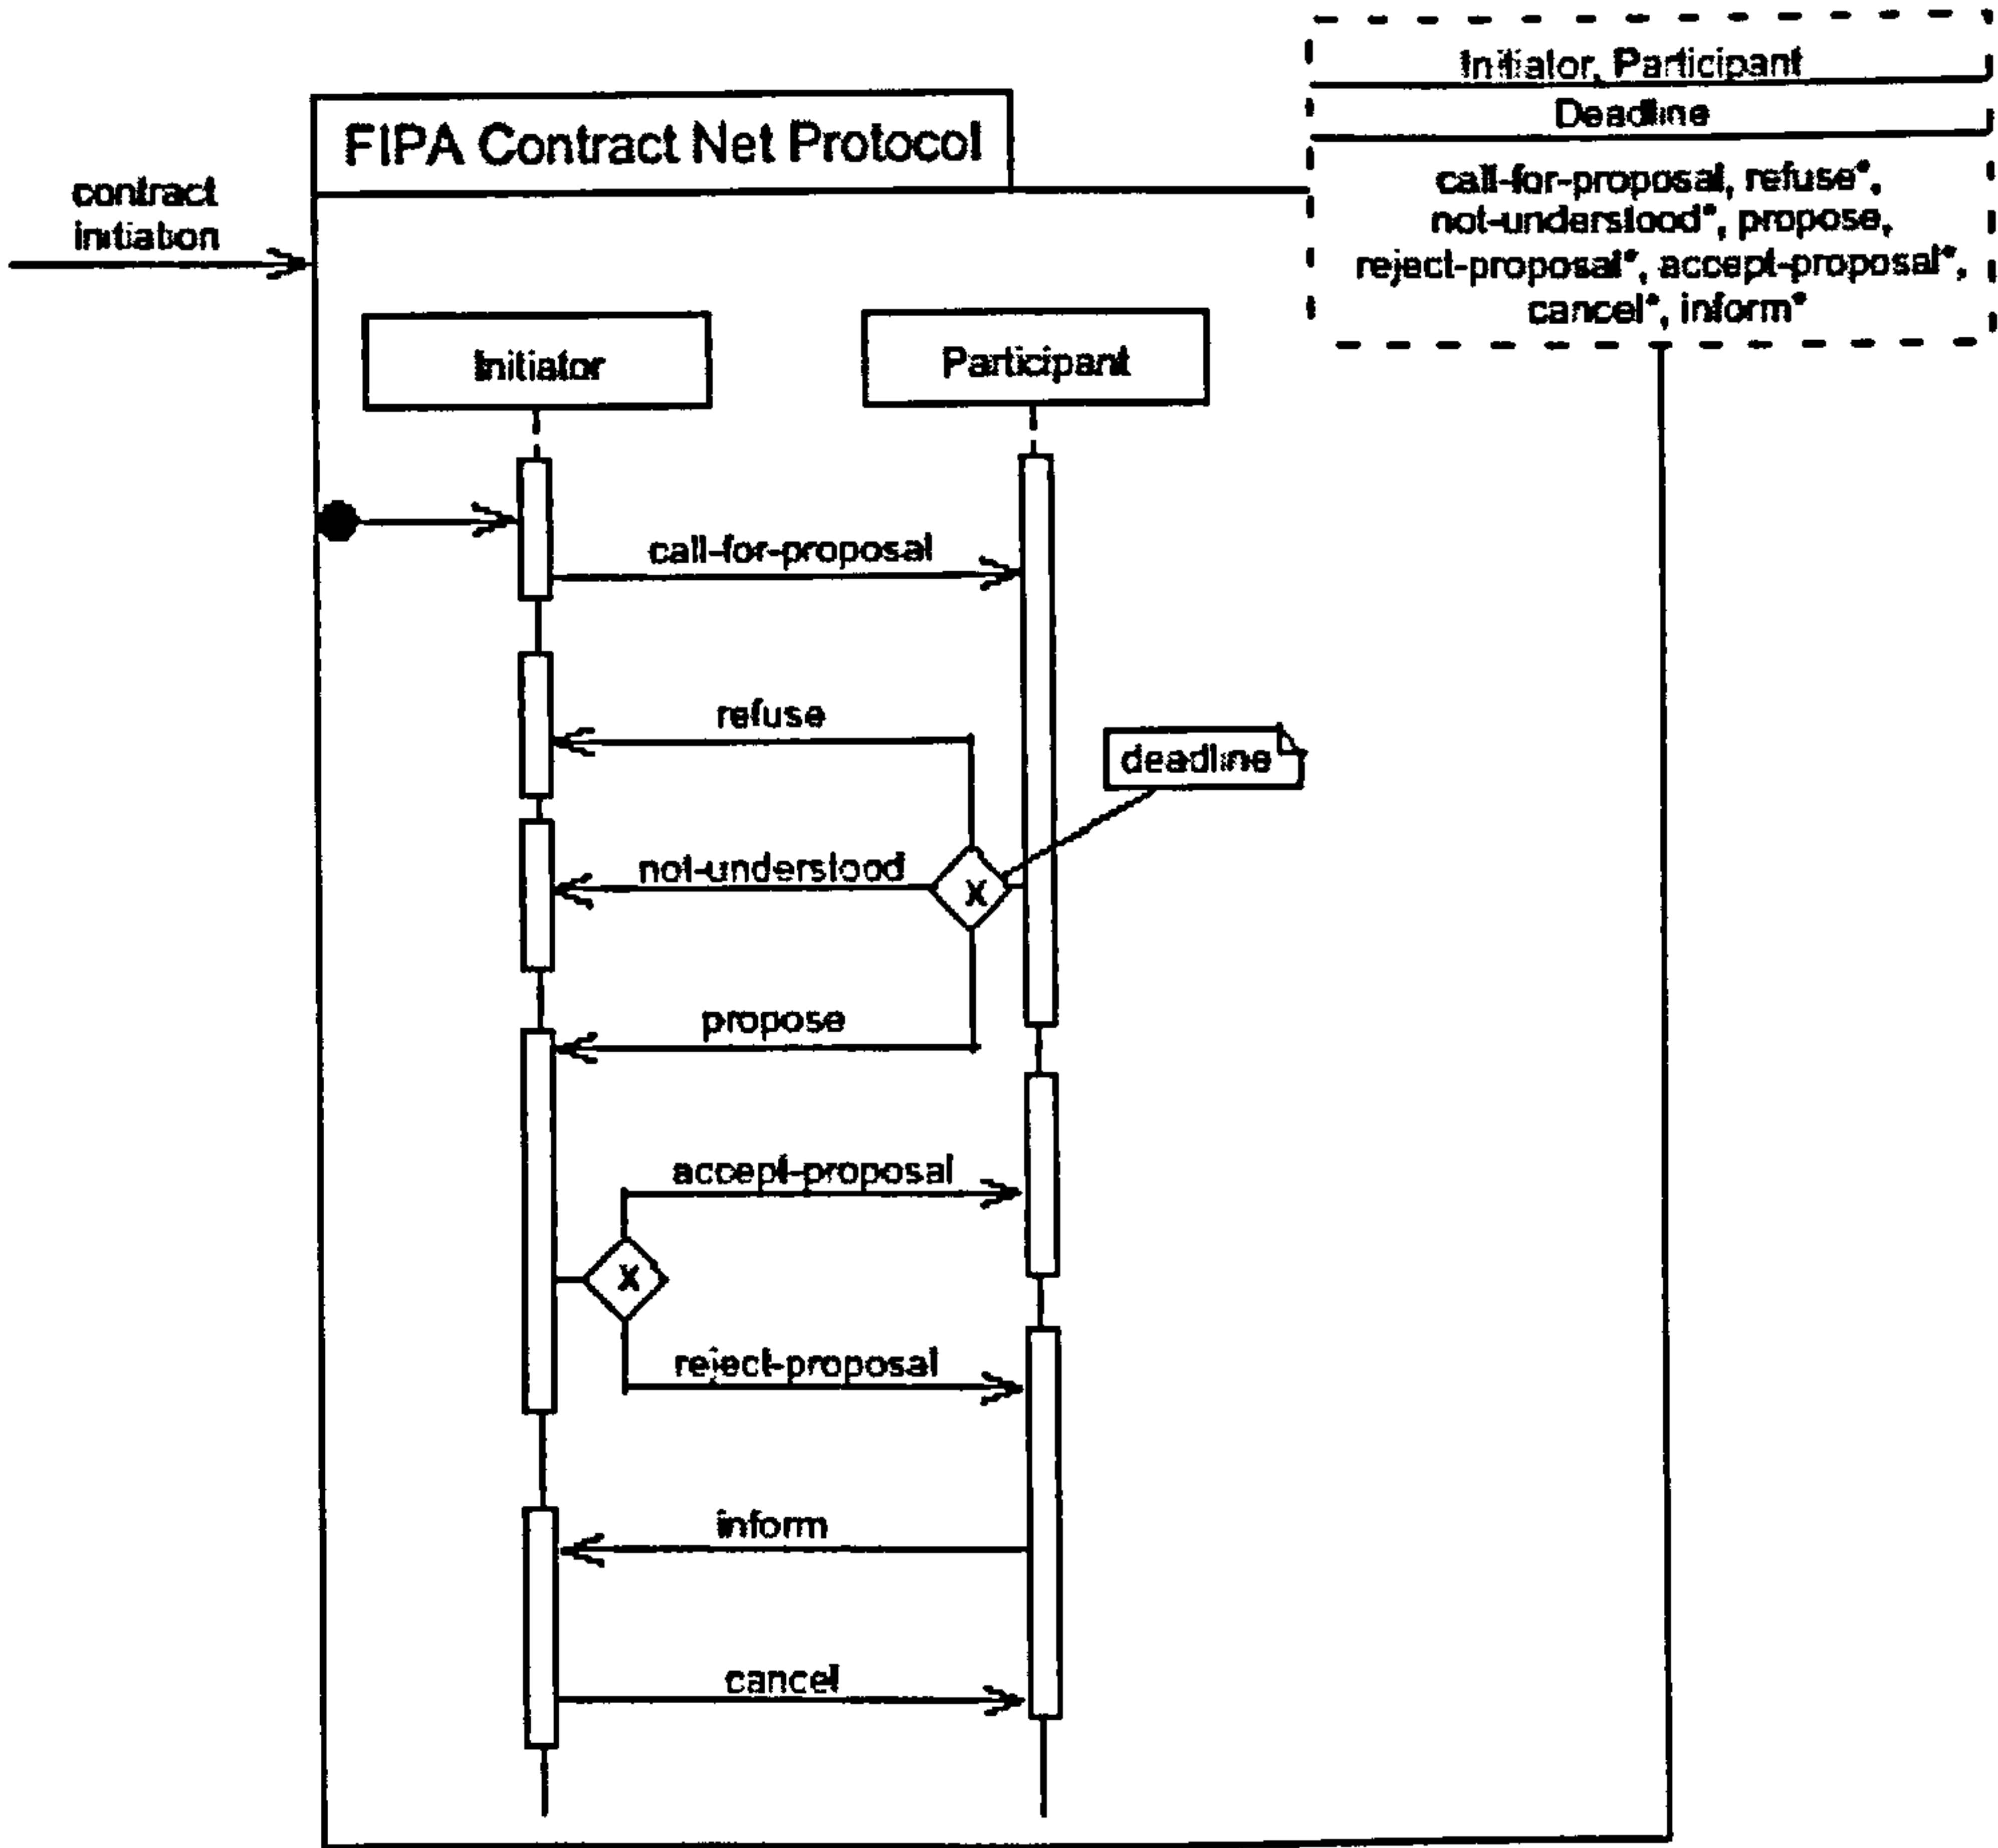 Initiator, Participant
Deadline
call-for-proposal, refuse*,
not-understood*, propose,
reject-proposal*, accept-proposal*,
cancel*, inform*
FIPA Contract Net Protocol
contract
initiation
Initiator
Participant
call-for-proposal
refuse
deadline
not-understood
X
propose
accept-proposal
X
reject-proposal
inform
cancel